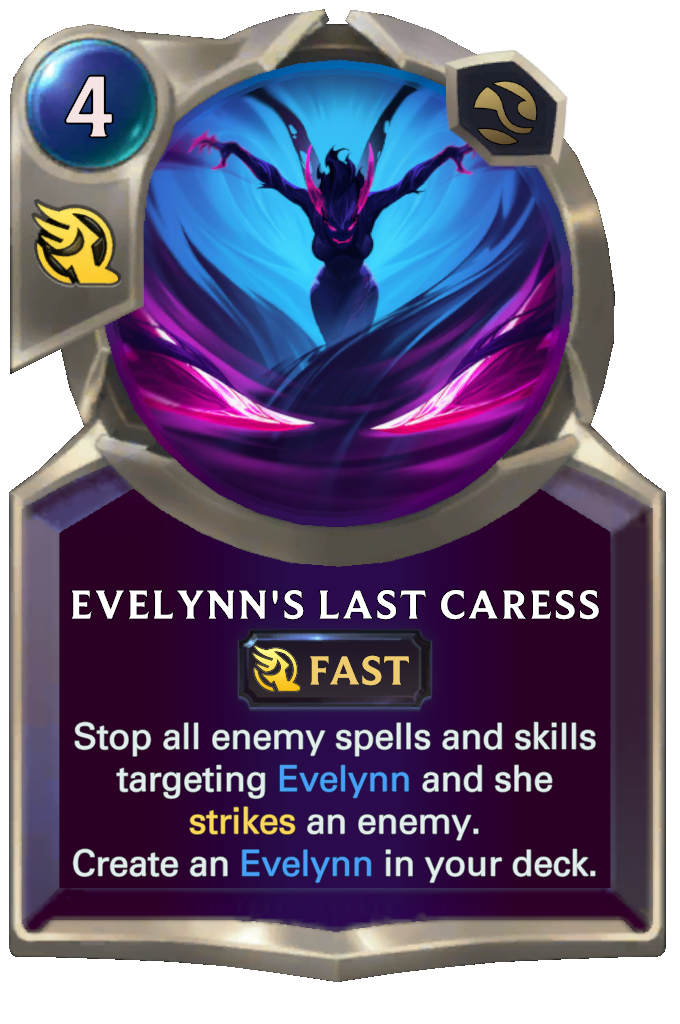 4
EVELYNN'S LAST CARESS
FAST
Stop all enemy spells and skills
targeting Evelynn and she
strikes an enemy.
Create an Evelynn in your deck.